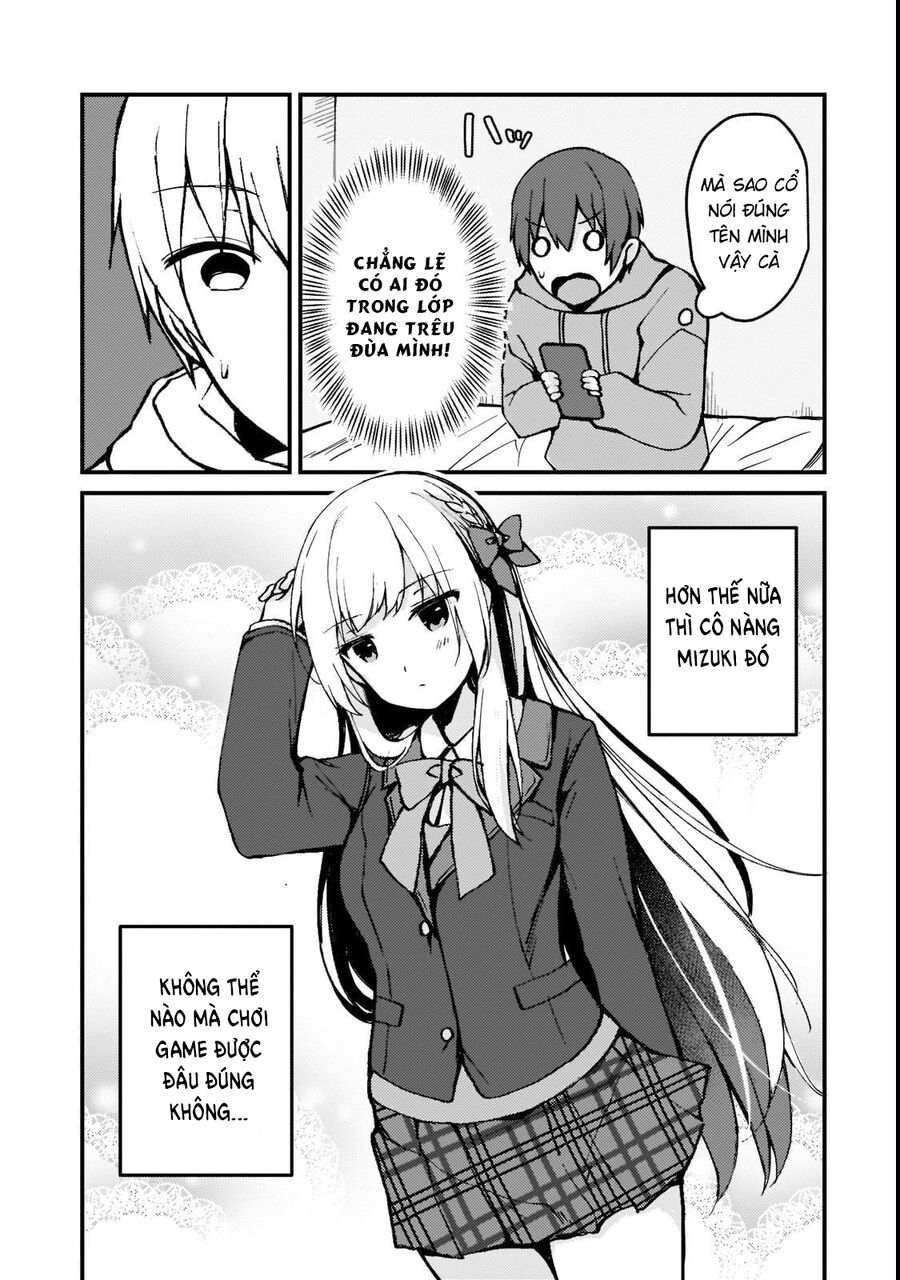 MÀ SAO CỔ
NÓI ĐÚNG
TÊN MÌNH
VẬY CÀ
CHẲNG LẼ
CÓ AI ĐÓ
TRONG LỚP
ĐANG TRÊU
ĐÙA MÌNH!
HƠN THẾ NỮA
THÌ CÔ NÀNG
MIZUKI ĐÓ
KHÔNG THỂ
NÀO MÀ CHƠI
GAME ĐƯỢC
ĐÂU ĐÚNG
KHÔNG...